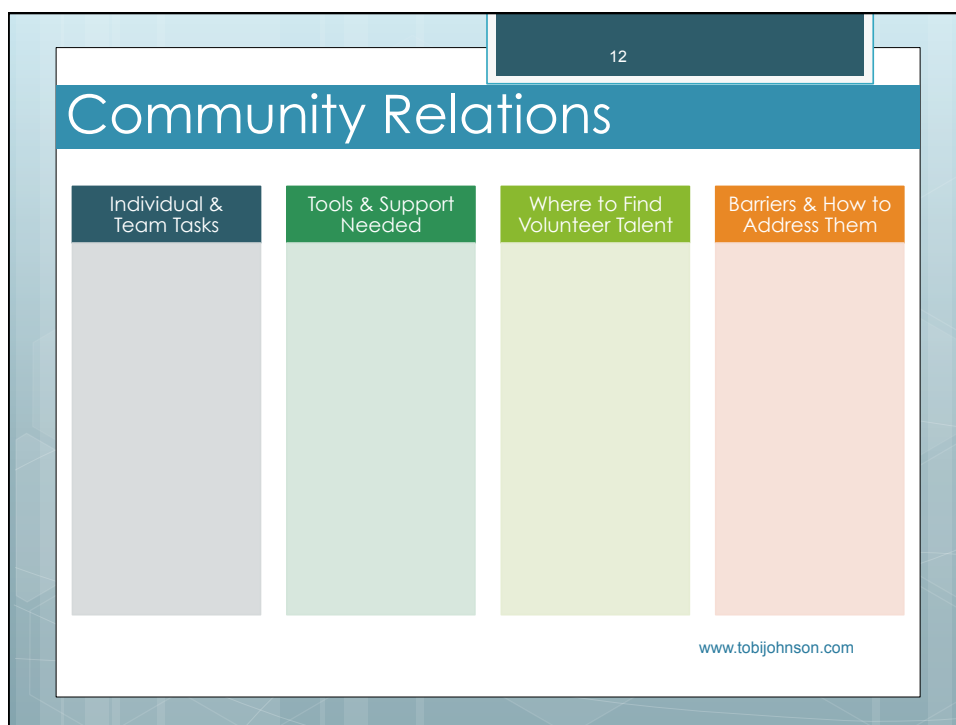 12
Community Relations
Individual &
Team Tasks
Tools & Support
Needed
Where to Find
Volunteer Talent
Barriers & How to
Address Them
www.tobijohnson.com